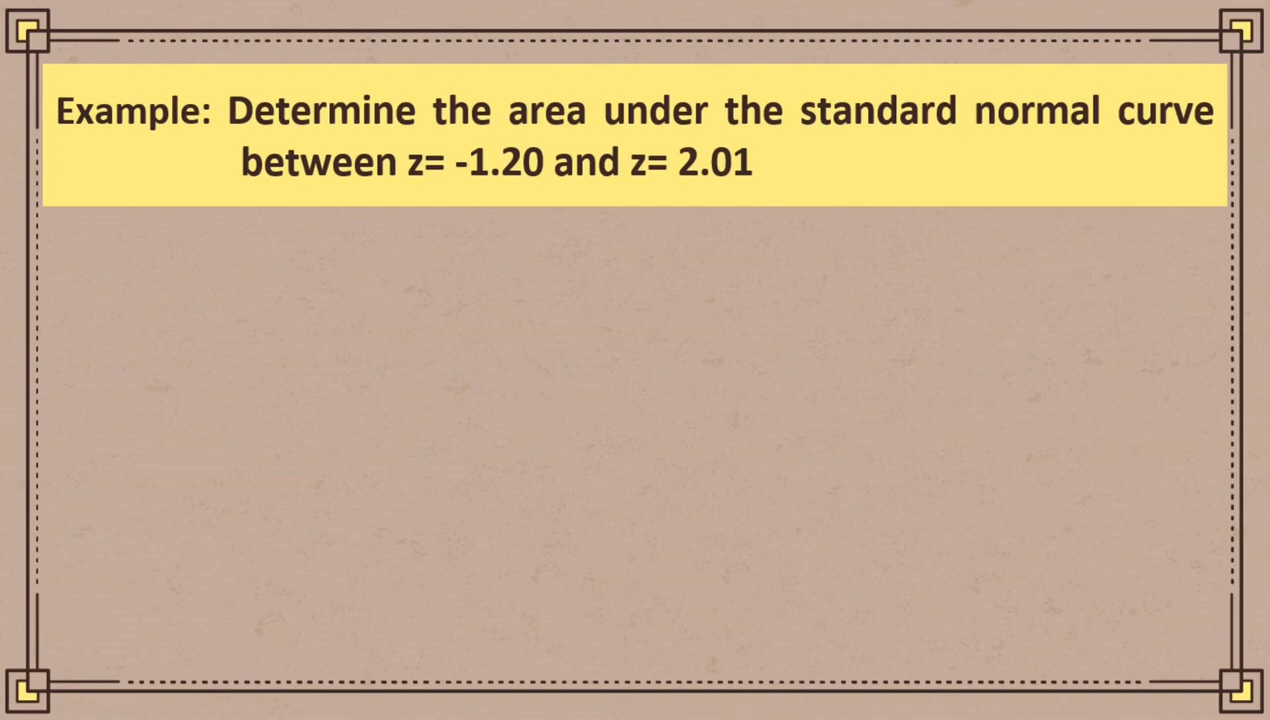 Example: Determine the area under the standard normal curve
between z= -1.20 and z= 2.01